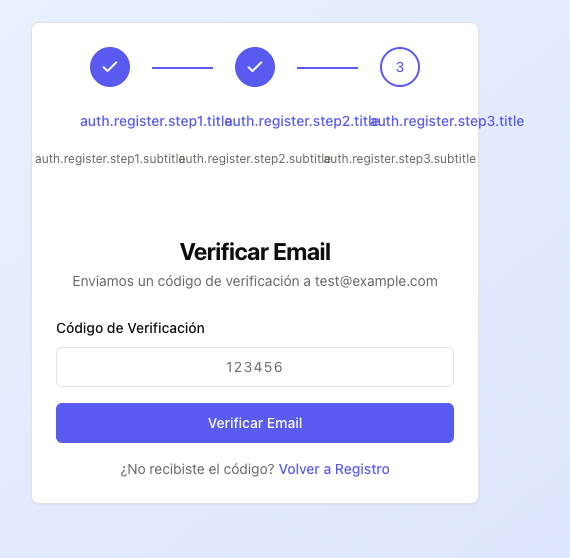 3
auth.register.step1.title auth.register.step2.title auth.register.step3.title
auth.register.step1.subtitle auth.register.step2.subtitle auth.register.step3.subtitle
Verificar Email
Enviamos un código de verificación a test@example.com
Código de Verificación
123456
Verificar Email
¿No recibiste el código? Volver a Registro